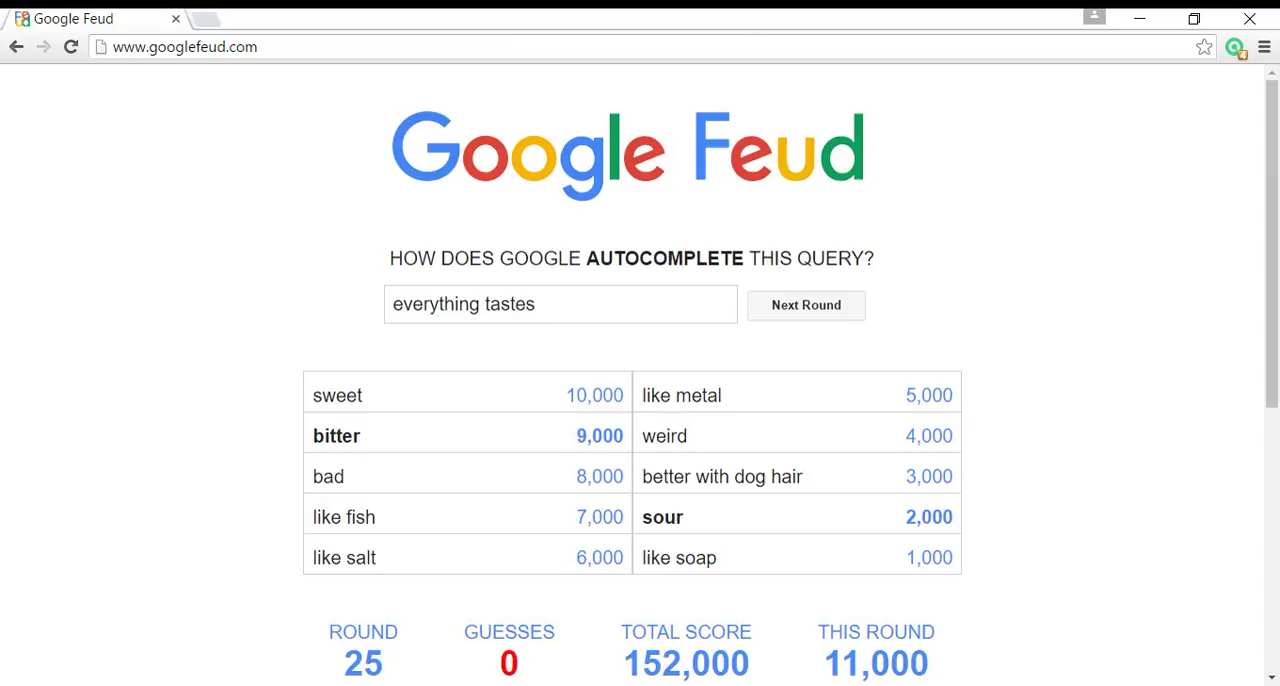 Google Feud
www.googlefeud.com
Google Feud
HOW DOES GOOGLE AUTOCOMPLETE THIS QUERY?
everything tastes
Next Round
sweet 10,000 like metal 5,000
bitter 9,000 weird 4,000
bad 8,000 better with dog hair 3,000
like fish 7,000 sour 2,000
like salt 6,000 like soap 1,000
ROUND GUESSES TOTAL SCORE THIS ROUND
25 0 152,000 11,000